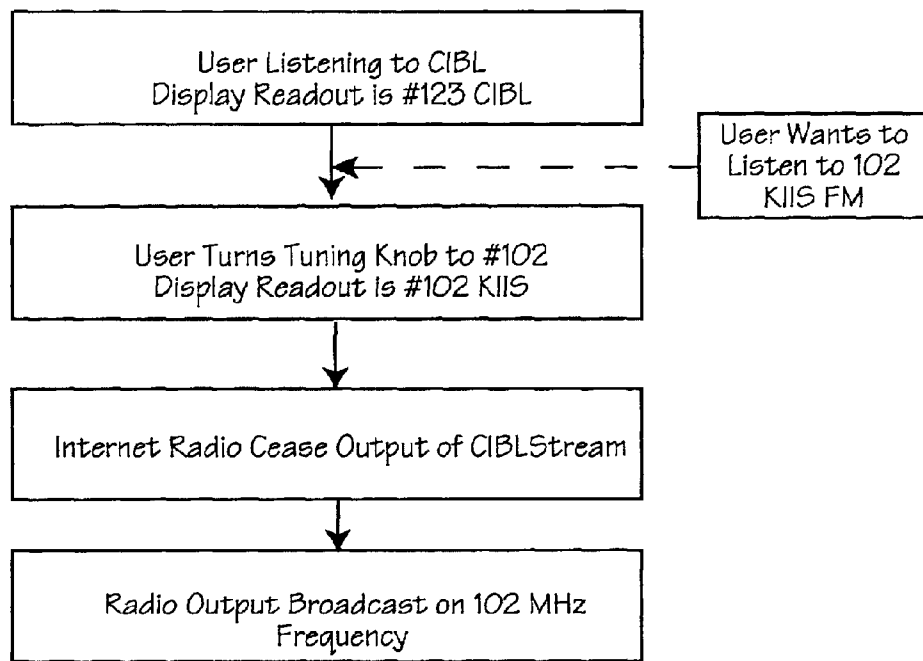 User Listening to CIBL
Display Readout is #123 CIBL
User Wants to
Listen to 102
KIIS FM
User Turns Tuning Knob to #102
Display Readout is #102 KIIS
Internet Radio Cease Output of CIBLStream
Radio Output Broadcast on 102 MHz
Frequency